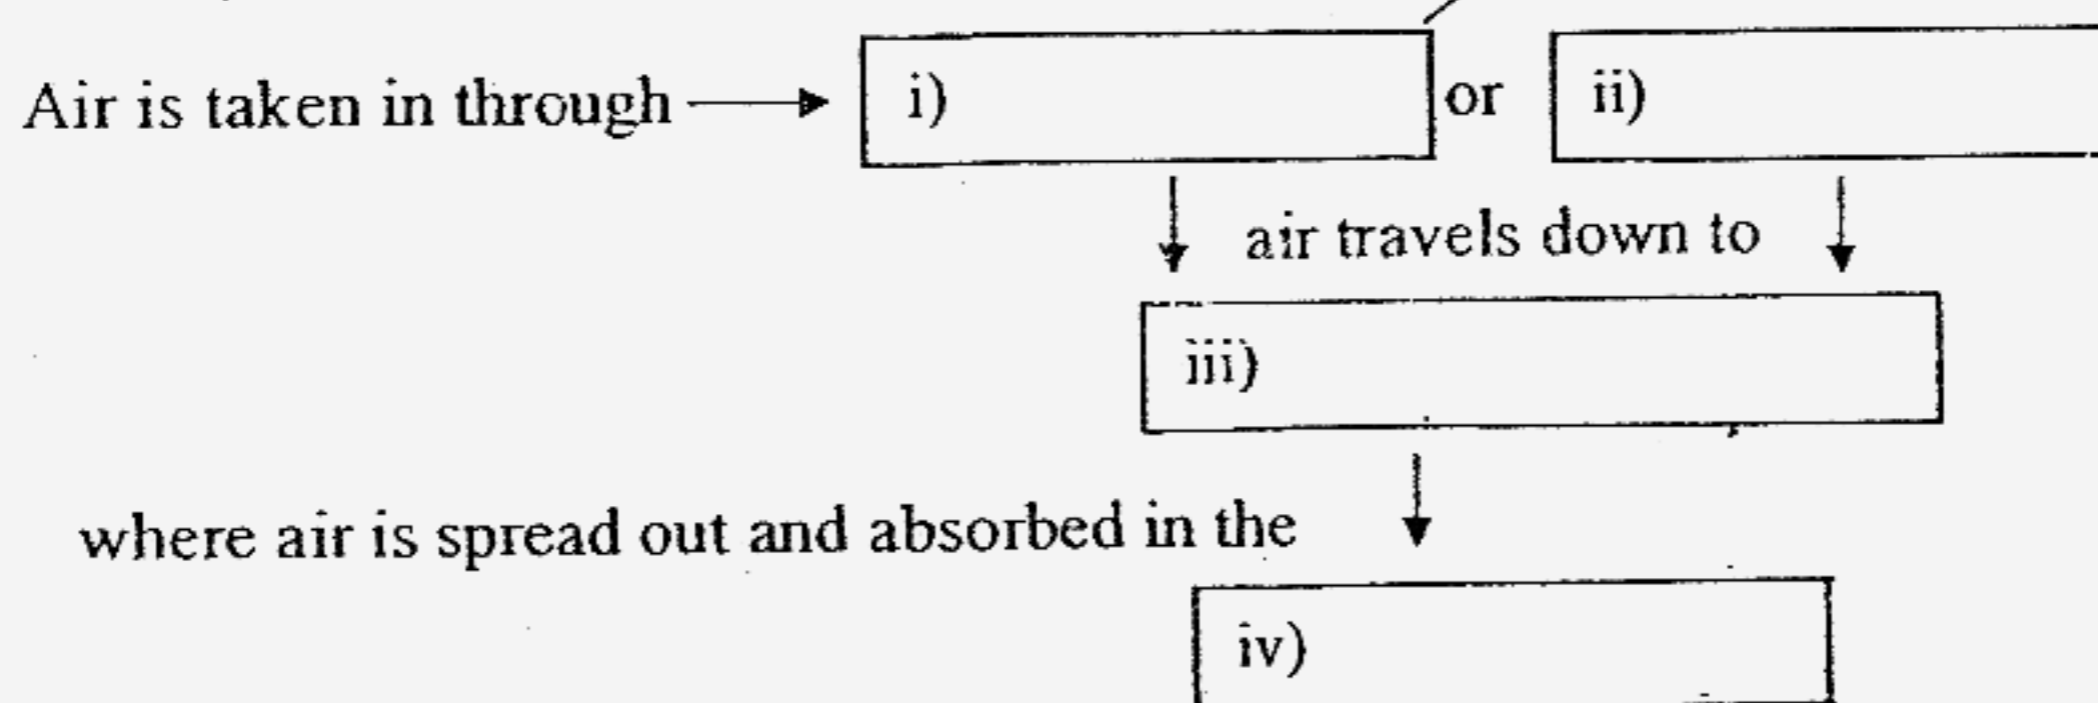 Air is taken in through i) or ii)
air travels down to
iii)
where air is spread out and absorbed in the
iv)